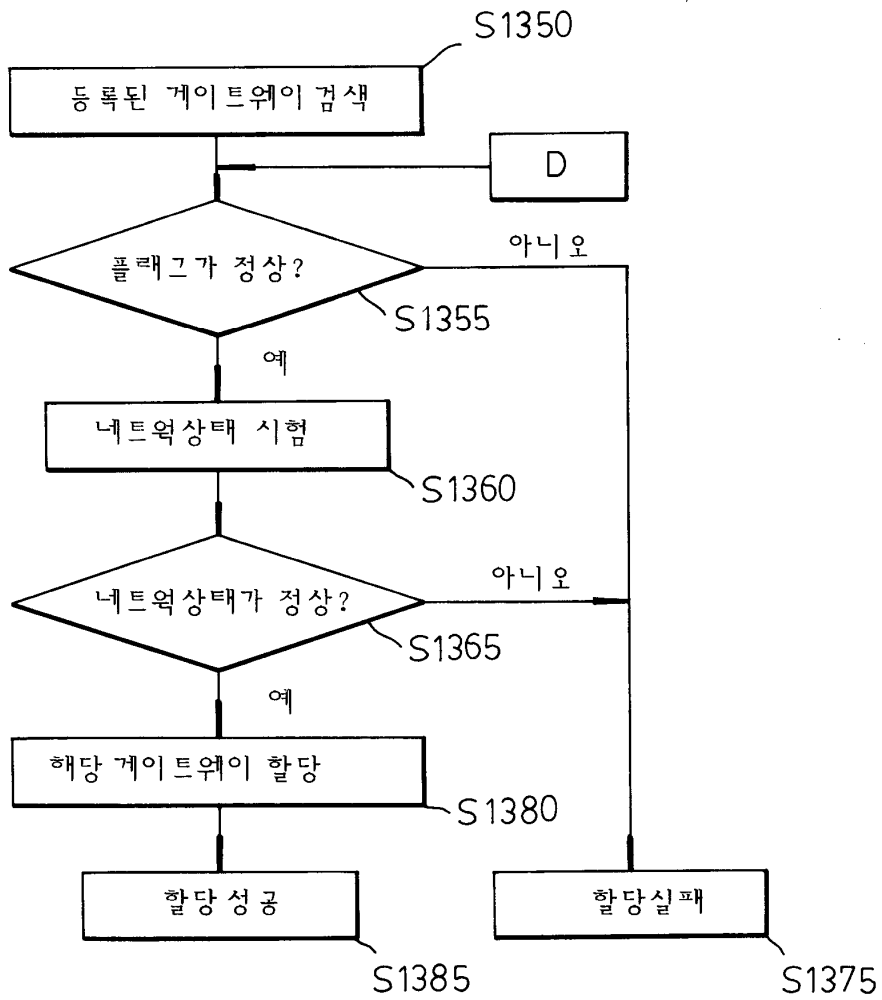 S1350
등록된 게이트웨이 검색
D
플래그가 정상?
아니오
S1355
예
네트웍상태 시험
S1360
네트웍상태가 정상?
아니오
S1365
예
해당 게이트웨이 할당
S1380
할당성공
할당실패
S1385
S1375